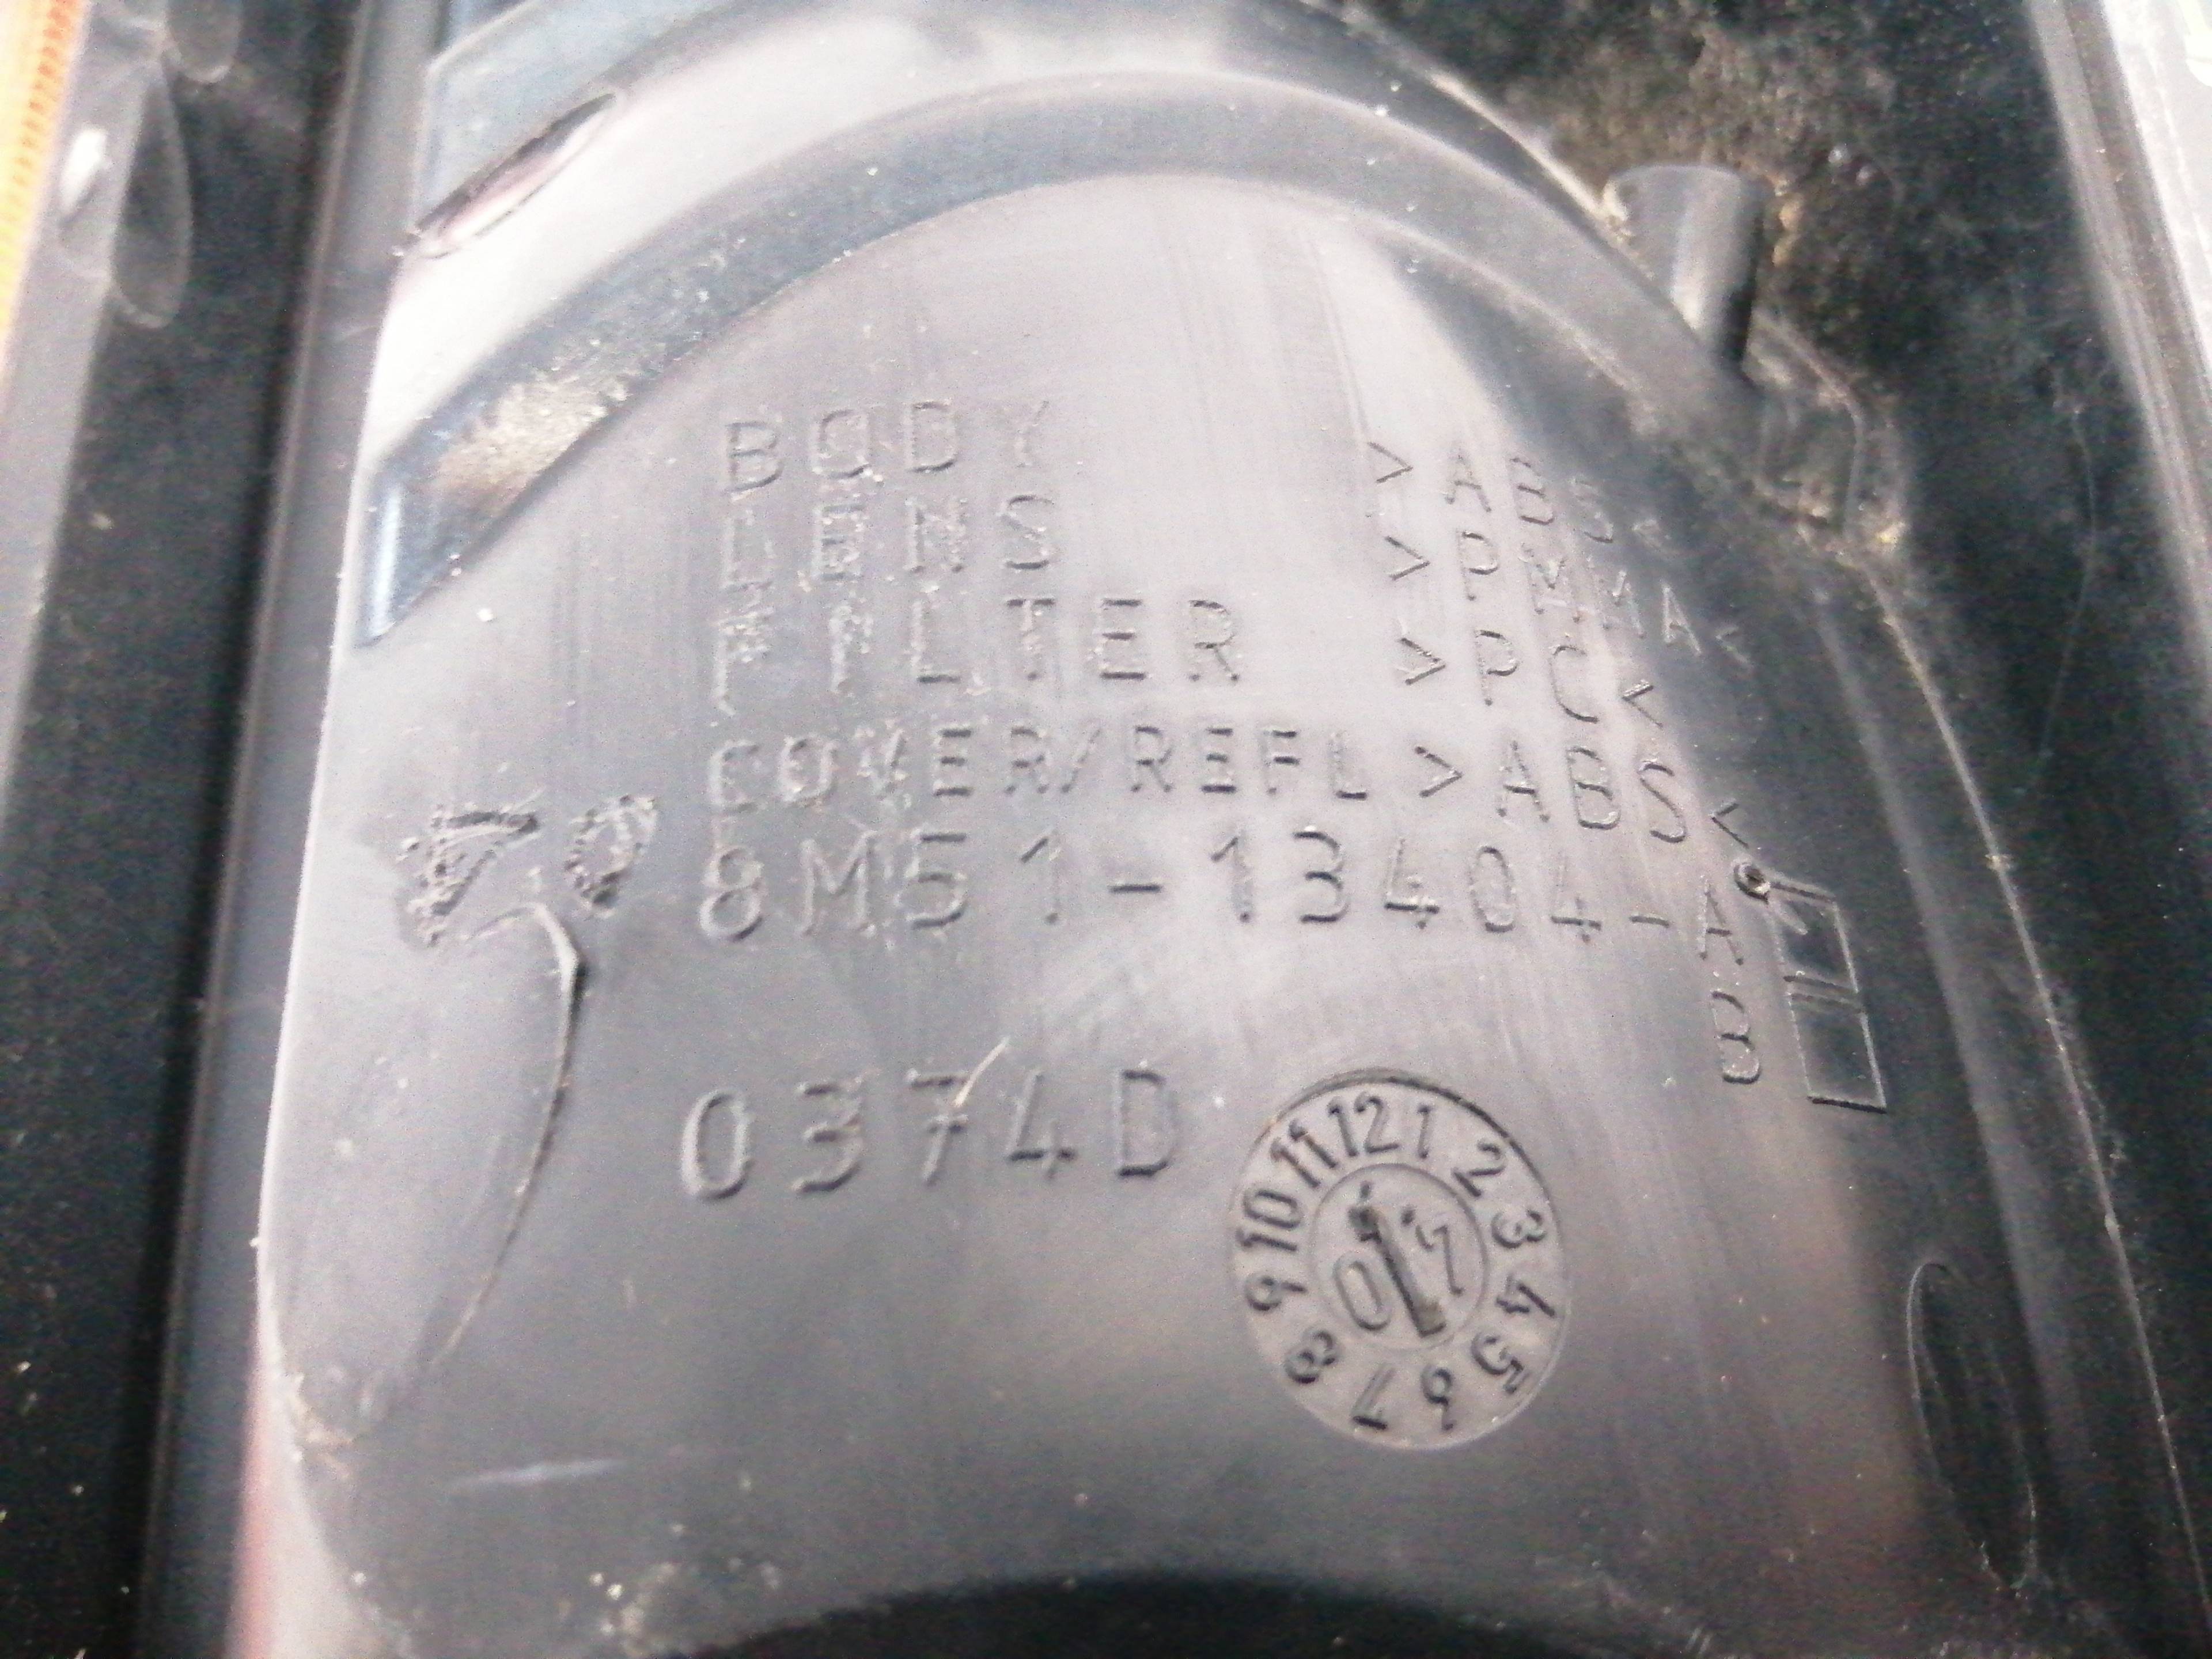 BODY >ABS<
LENS >PMMA<
FILTER >PC<
COVER/REFL >ABS<
8M51-13404-AB
0374D
12 1 2 3 4 5 6 7 8 9 10 11
07